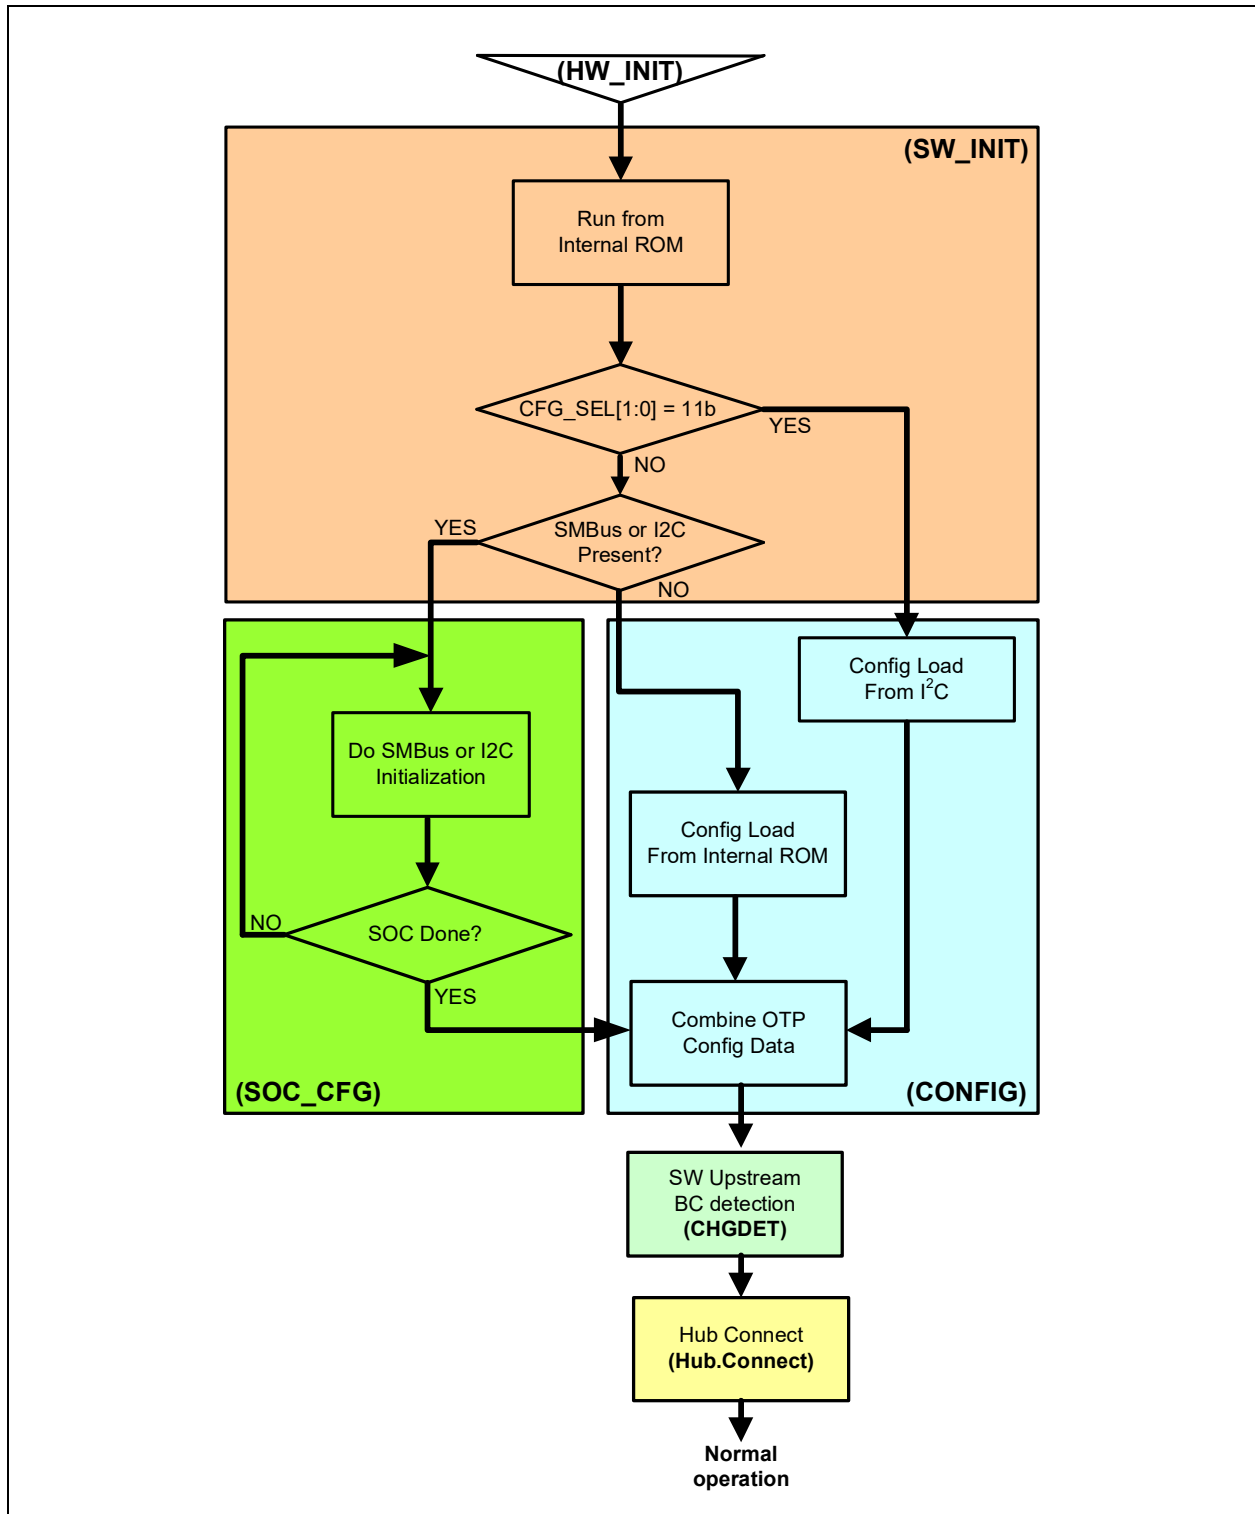 (HW_INIT)
(SW_INIT)
Run from
Internal ROM
CFG_SEL[1:0] = 11b
YES
NO
SMBus or I2C
Present?
YES
NO
Config Load
From I²C
Do SMBus or I2C
Initialization
Config Load
From Internal ROM
SOC Done?
NO
YES
Combine OTP
Config Data
(SOC_CFG)
(CONFIG)
SW Upstream
BC detection
(CHGDET)
Hub Connect
(Hub.Connect)
Normal
operation